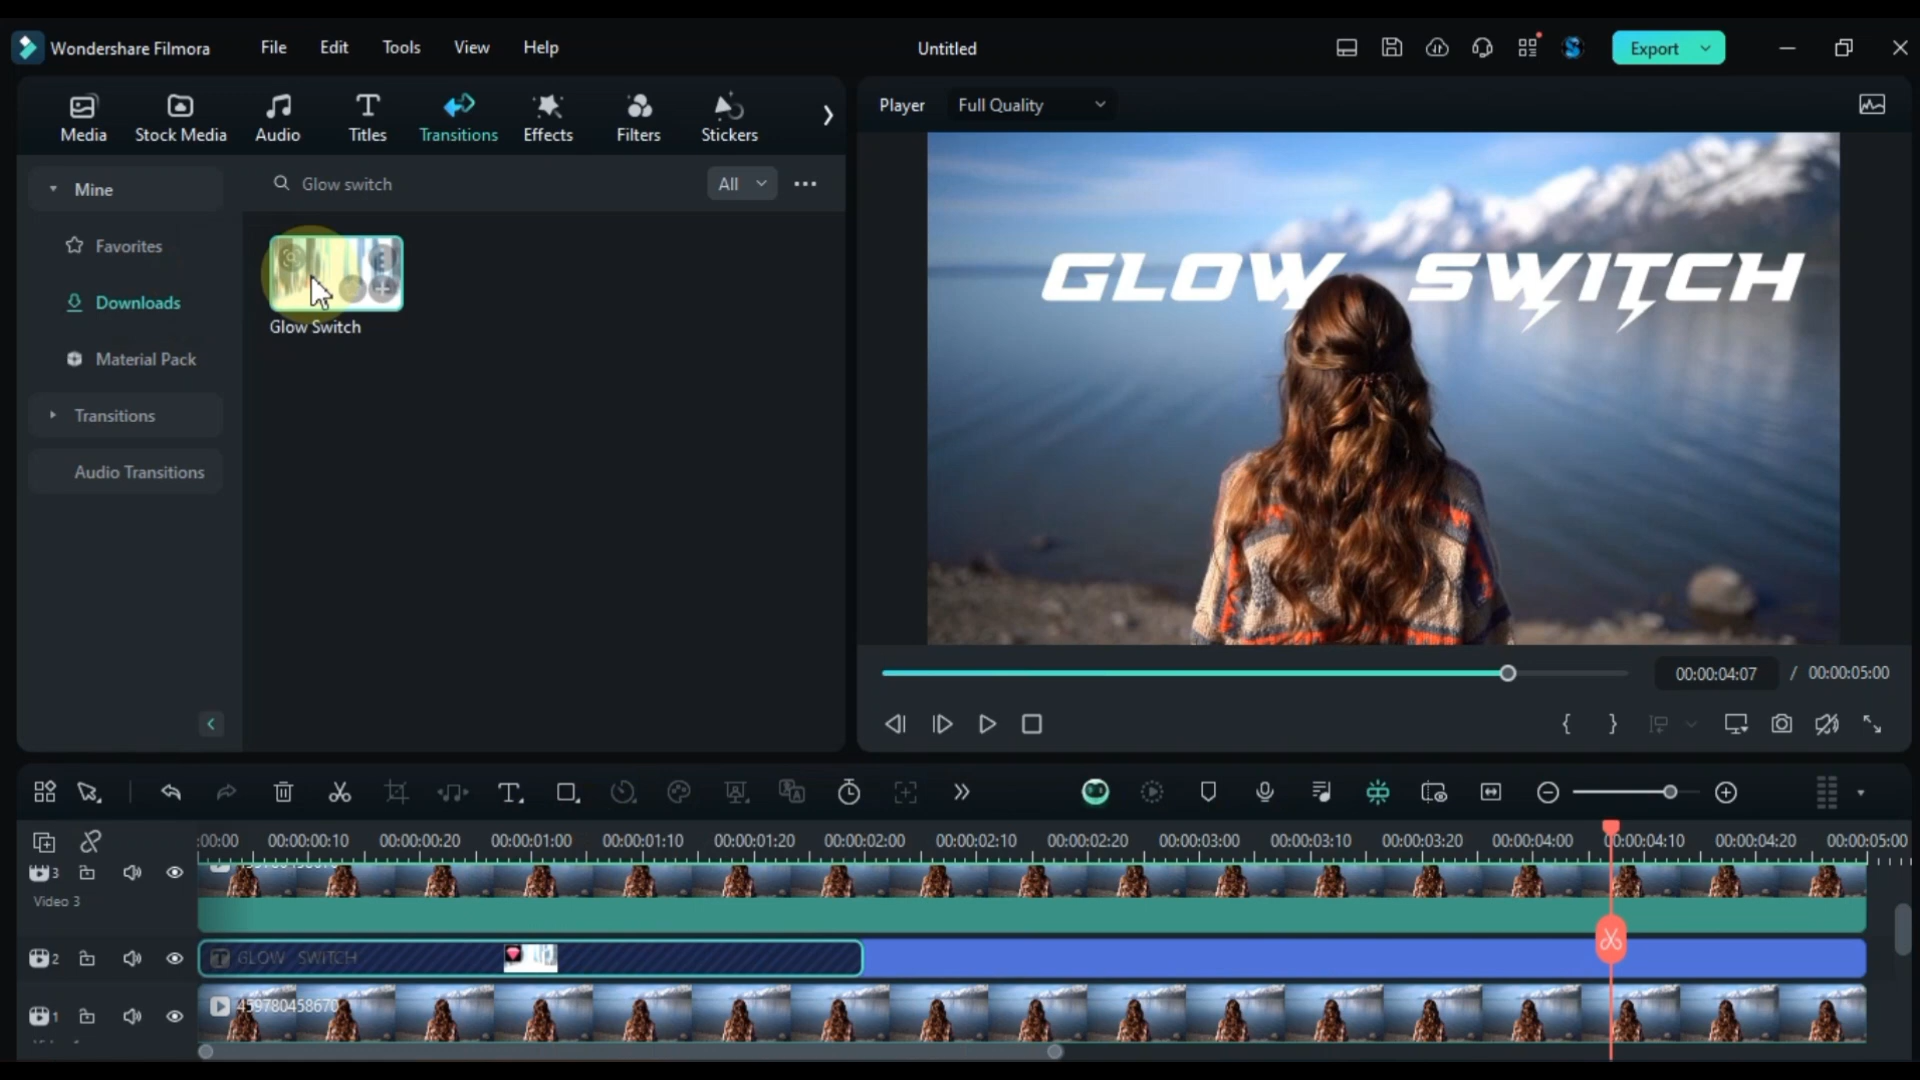 Wondershare Filmora File Edit Tools View Help Untitled Export
Media Stock Media Audio Titles Transitions Effects Filters Stickers
Player Full Quality
Mine
Glow switch All
Favorites
Downloads
Glow Switch
Material Pack
Transitions
Audio Transitions
GLOW SWITCH
00:00:04:07 / 00:00:05:00
:00:00 00:00:00:10 00:00:00:20 00:00:01:00 00:00:01:10 00:00:01:20 00:00:02:00 00:00:02:10 00:00:02:20 00:00:03:00 00:00:03:10 00:00:03:20 00:00:04:00 00:00:04:10 00:00:04:20 00:00:05:00
3
Video 3
2 GLOW SWITCH
1 459780458670